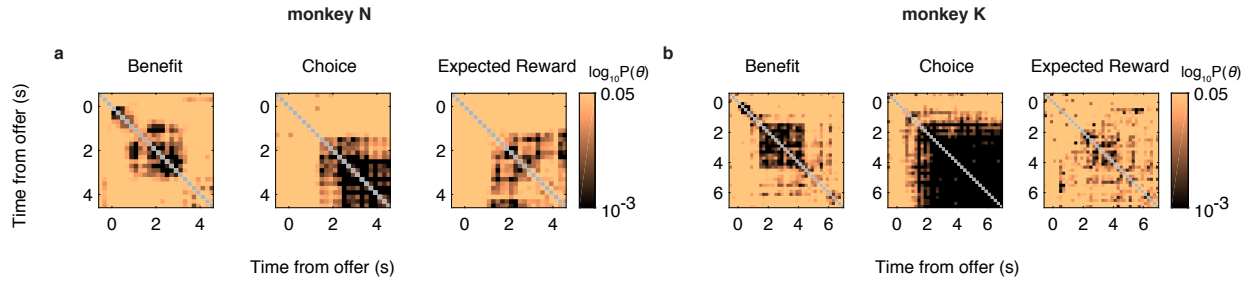 monkey N
monkey K
a
Benefit
Choice
Expected Reward
log10P(θ)
b
Benefit
Choice
Expected Reward
log10P(θ)
Time from offer (s)
0
2
4
0.05
10-3
0
2
4
6
0.05
10-3
0 2 4
0 2 4
0 2 4
0 2 4 6
0 2 4 6
0 2 4 6
Time from offer (s)
Time from offer (s)